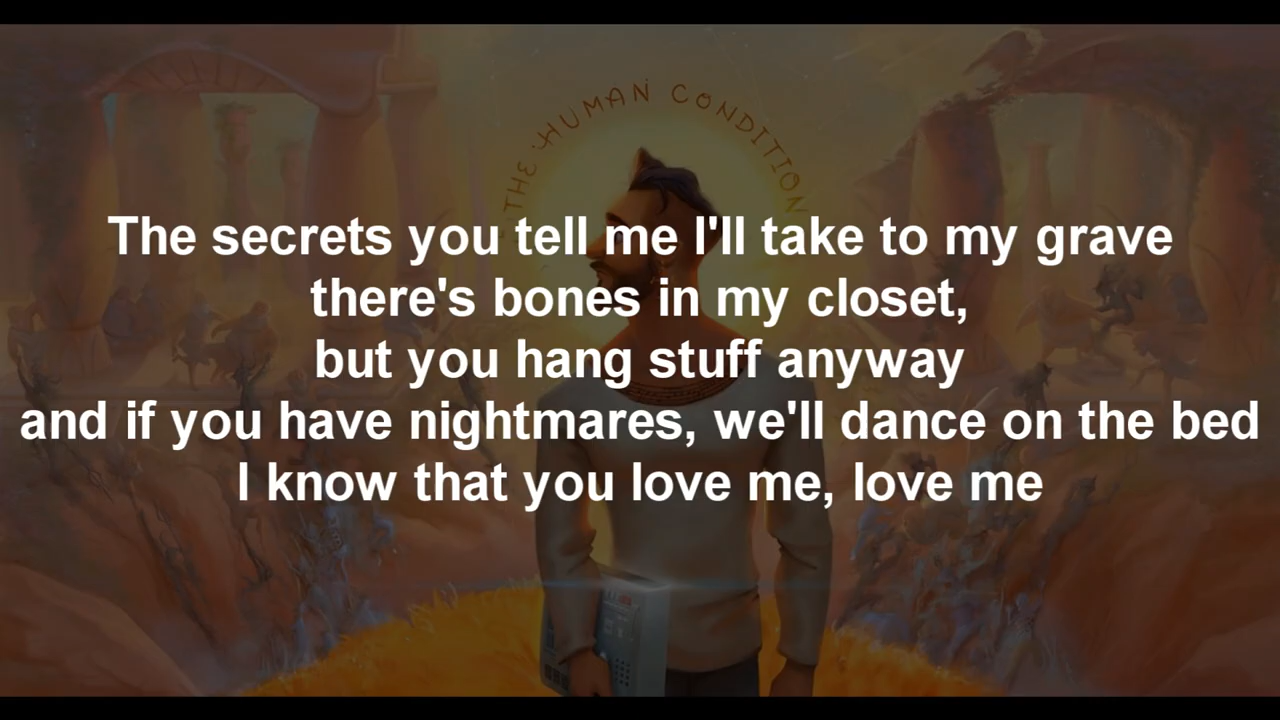 THE HUMAN CONDITION
The secrets you tell me I'll take to my grave
there's bones in my closet,
but you hang stuff anyway
and if you have nightmares, we'll dance on the bed
I know that you love me, love me